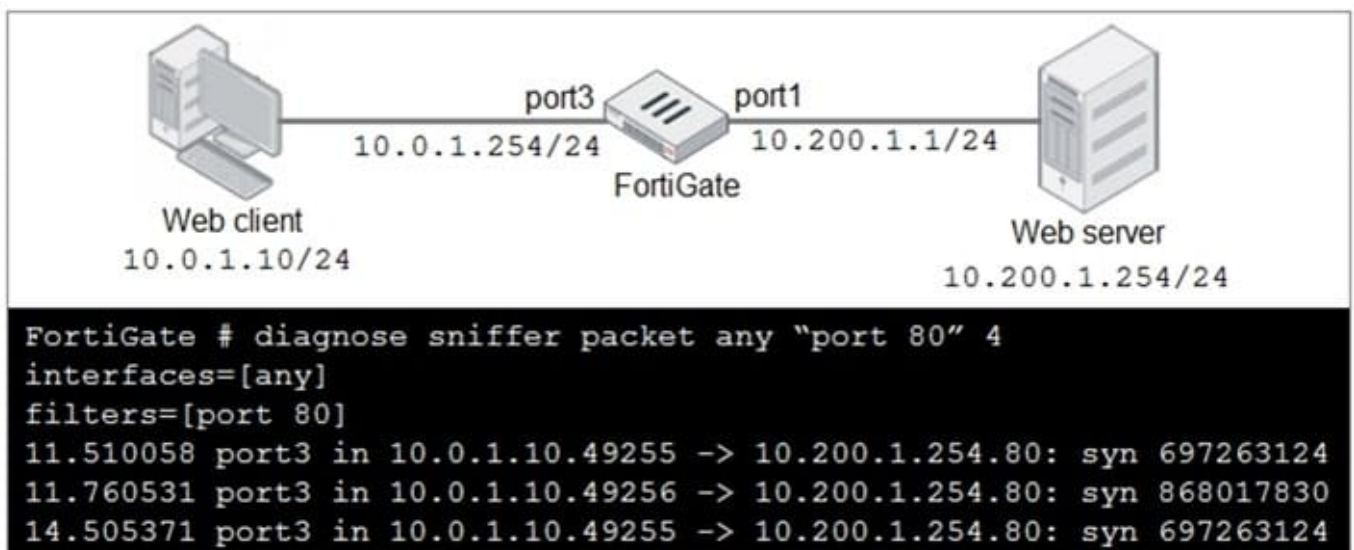 port3
port1
10.0.1.254/24
10.200.1.1/24
FortiGate
Web client
10.0.1.10/24
Web server
10.200.1.254/24
FortiGate # diagnose sniffer packet any “port 80” 4
interfaces=[any]
filters=[port 80]
11.510058 port3 in 10.0.1.10.49255 -> 10.200.1.254.80: syn 697263124
11.760531 port3 in 10.0.1.10.49256 -> 10.200.1.254.80: syn 868017830
14.505371 port3 in 10.0.1.10.49255 -> 10.200.1.254.80: syn 697263124